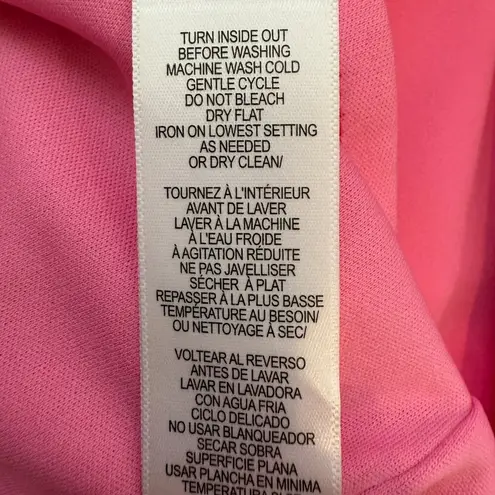 TURN INSIDE OUT
BEFORE WASHING
MACHINE WASH COLD
GENTLE CYCLE
DO NOT BLEACH
DRY FLAT
IRON ON LOWEST SETTING
AS NEEDED
OR DRY CLEAN/
TOURNEZ À L'INTÉRIEUR
AVANT DE LAVER
LAVER À LA MACHINE
À L'EAU FROIDE
À AGITATION RÉDUITE
NE PAS JAVELLISER
SÉCHER À PLAT
REPASSER À LA PLUS BASSE
TEMPÉRATURE AU BESOIN/
OU NETTOYAGE À SEC/
VOLTEAR AL REVERSO
ANTES DE LAVAR
LAVAR EN LAVADORA
CON AGUA FRIA
CICLO DELICADO
NO USAR BLANQUEADOR
SECAR SOBRA
SUPERFICIE PLANA
USAR PLANCHA EN MINIMA
TEMPERATURA